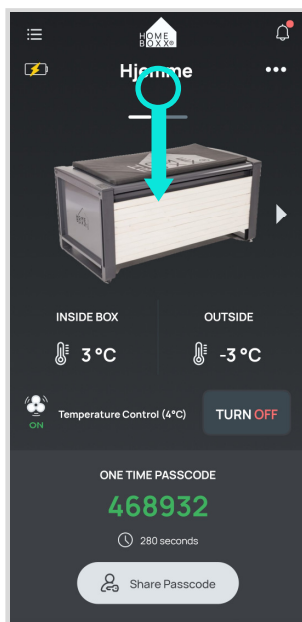 HOME
BOXX®
Hjemme
INSIDE BOX
OUTSIDE
3 °C
-3 °C
ON
Temperature Control (4°C)
TURN OFF
ONE TIME PASSCODE
468932
280 seconds
Share Passcode